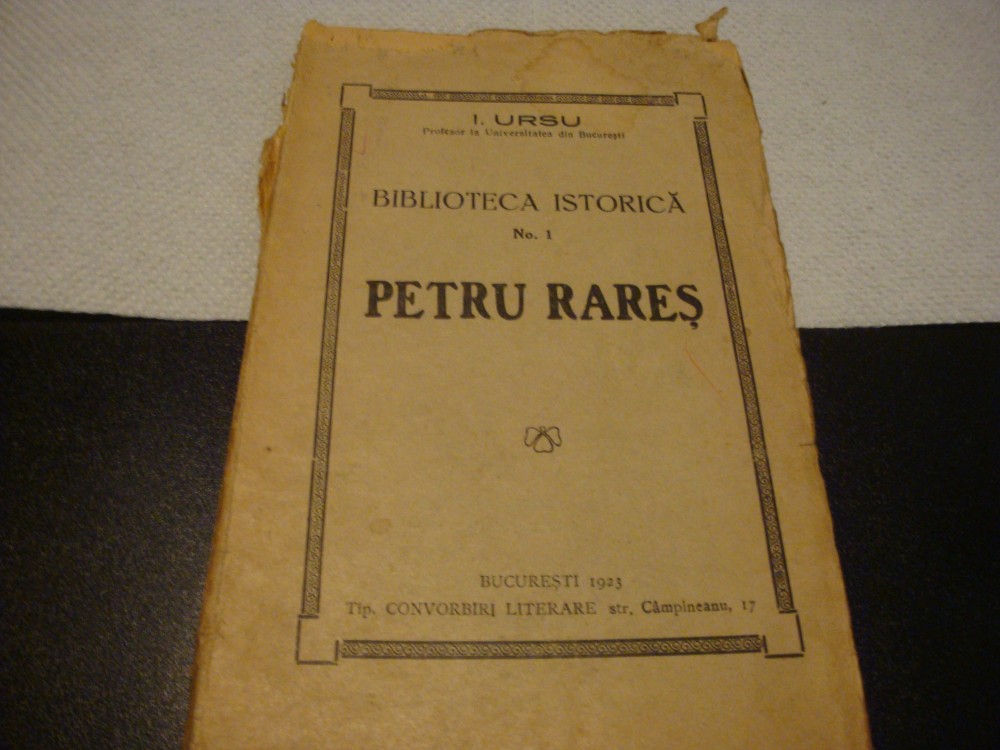 I. URSU
Profesor la Universitatea din București
BIBLIOTECA ISTORICĂ
No. 1
PETRU RAREȘ
BUCUREȘTI 1923
Tip. CONVORBIRI LITERARE str. Câmpineanu, 17